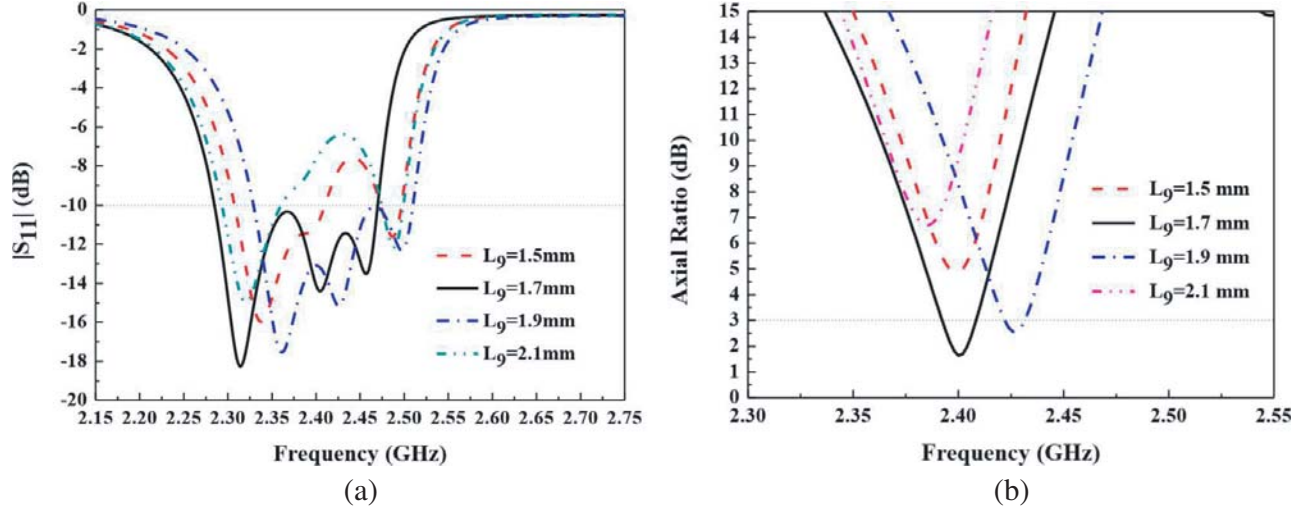 0
-2
-4
-6
-8
-10
-12
-14
-16
-18
-20
|S11| (dB)
L9=1.5mm
L9=1.7mm
L9=1.9mm
L9=2.1mm
2.15 2.20 2.25 2.30 2.35 2.40 2.45 2.50 2.55 2.60 2.65 2.70 2.75
Frequency (GHz)
(a)
15
14
13
12
11
10
9
8
7
6
5
4
3
2
1
0
Axial Ratio (dB)
L9=1.5 mm
L9=1.7 mm
L9=1.9 mm
L9=2.1 mm
2.30 2.35 2.40 2.45 2.50 2.55
Frequency (GHz)
(b)